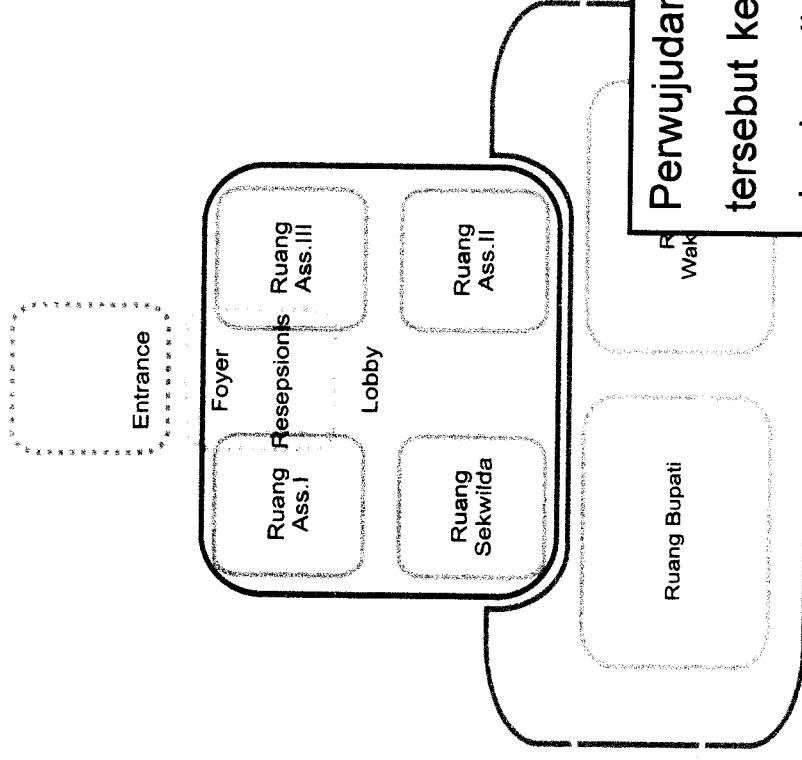 Entrance
Foyer
Ruang
Ass.I
Resepsionis
Ruang
Ass.III
Lobby
Ruang
Sekwilda
Ruang
Ass.II
Ruang Bupati
Wak
Perwujudan
tersebut ke